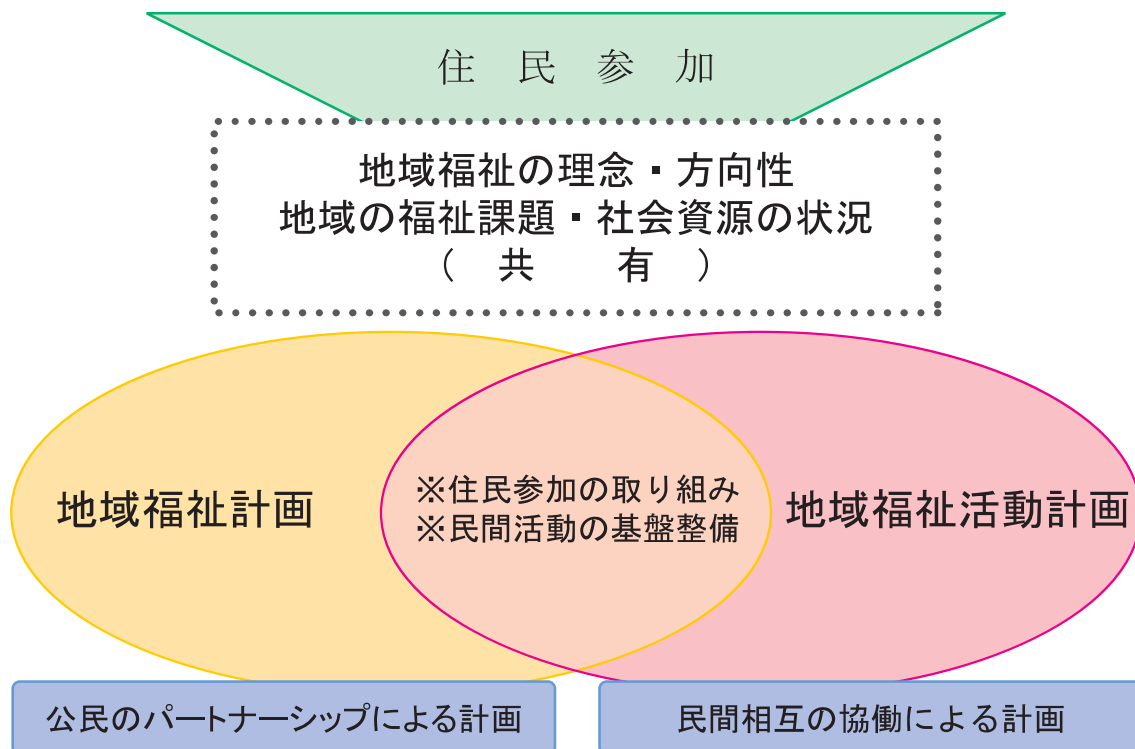 住 民 参 加
地域福祉の理念・方向性
地域の福祉課題・社会資源の状況
（ 共 有 ）
地域福祉計画
※住民参加の取り組み
※民間活動の基盤整備
地域福祉活動計画
公民のパートナーシップによる計画
民間相互の協働による計画